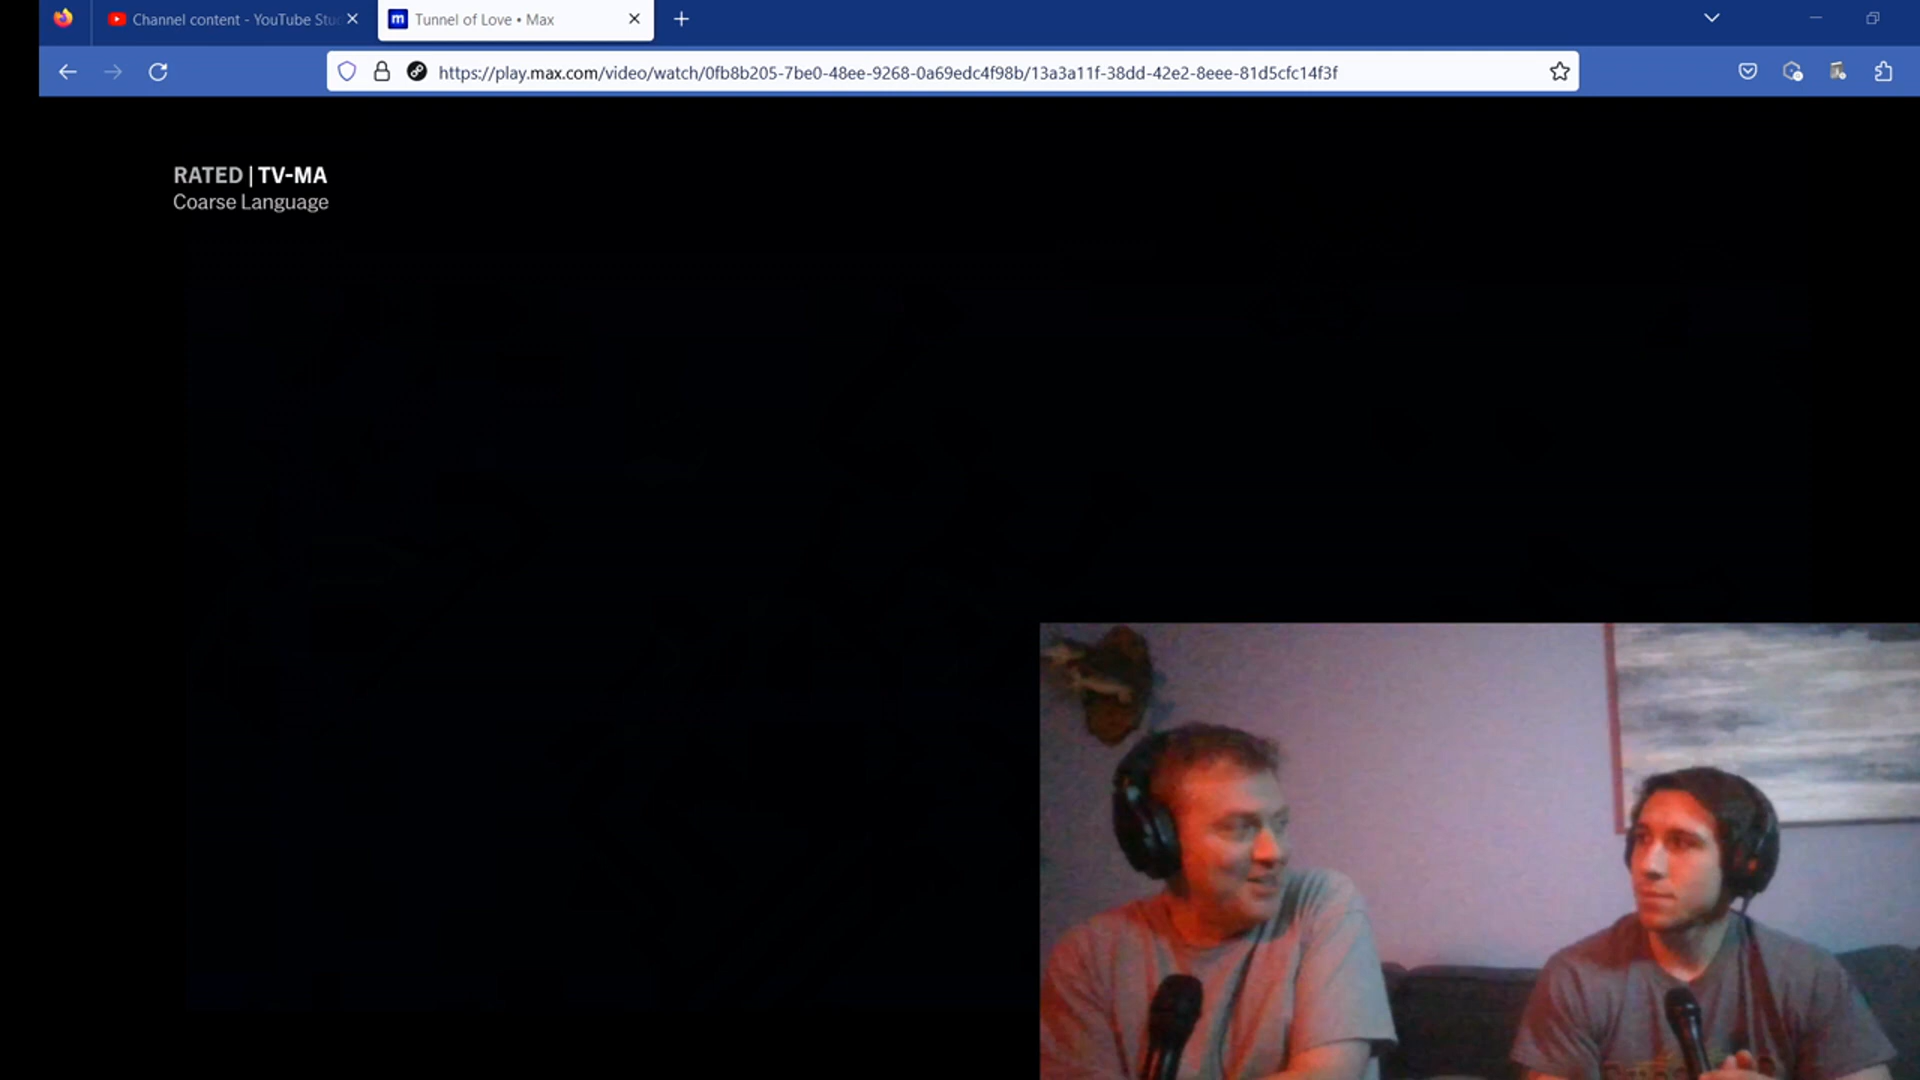 Channel content - YouTube Stu
Tunnel of Love • Max
https://play.max.com/video/watch/0fb8b205-7be0-48ee-9268-0a69edc4f98b/13a3a11f-38dd-42e2-8eee-81d5cfc14f3f
RATED | TV-MA
Coarse Language